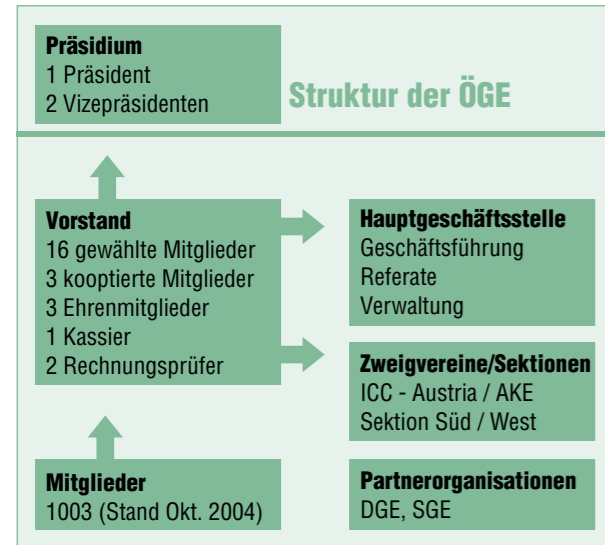 Präsidium
1 Präsident
2 Vizepräsidenten
Struktur der ÖGE
Vorstand
16 gewählte Mitglieder
3 kooptierte Mitglieder
3 Ehrenmitglieder
1 Kassier
2 Rechnungsprüfer
Hauptgeschäftsstelle
Geschäftsführung
Referate
Verwaltung
Zweigvereine/Sektionen
ICC - Austria / AKE
Sektion Süd / West
Mitglieder
1003 (Stand Okt. 2004)
Partnerorganisationen
DGE, SGE